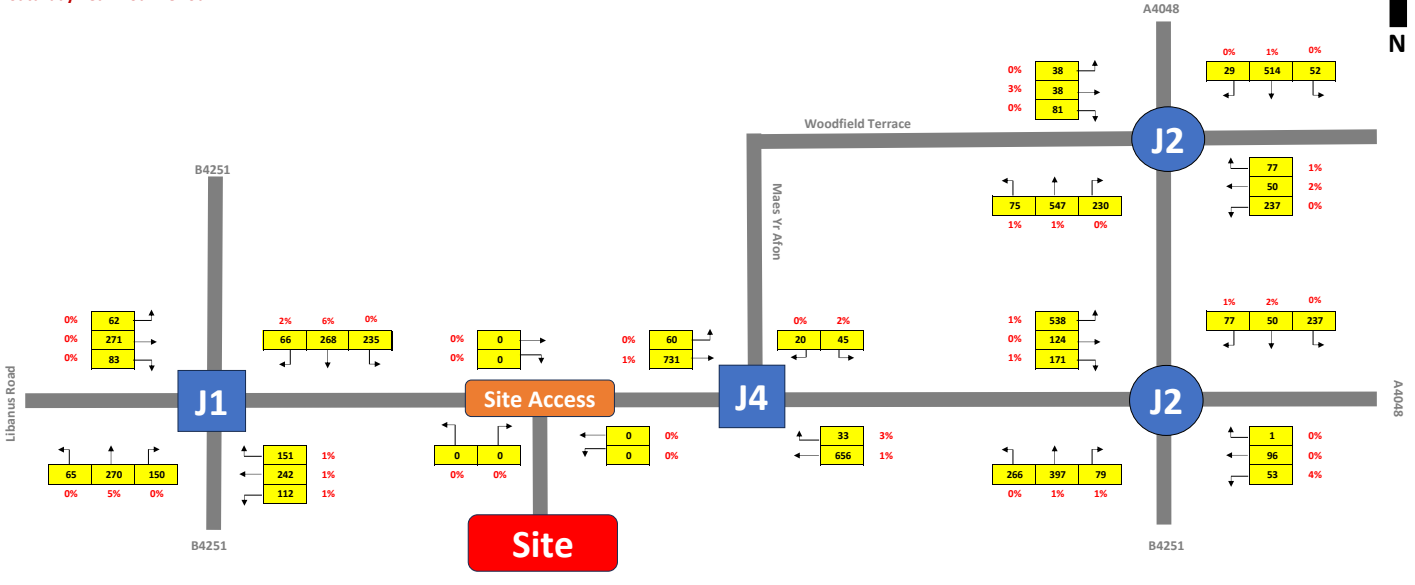 A4048
N
0% 1% 0%
29 514 52
0% 38
3% 38
0% 81
Woodfield Terrace
J2
77 1%
50 2%
237 0%
75 547 230
1% 1% 0%
B4251
Maes Yr Afon
0% 62
0% 271
0% 83
2% 6% 0%
66 268 235
0% 0
0% 0
0% 60
1% 731
0% 2%
20 45
1% 538
0% 124
1% 171
1% 2% 0%
77 50 237
Libanus Road
J1
Site Access
J4
J2
A4048
65 270 150
0% 5% 0%
151 1%
242 1%
112 1%
0 0
0% 0%
0 0%
0 0%
33 3%
656 1%
266 397 79
0% 1% 1%
1 0%
96 0%
53 4%
B4251
Site
B4251